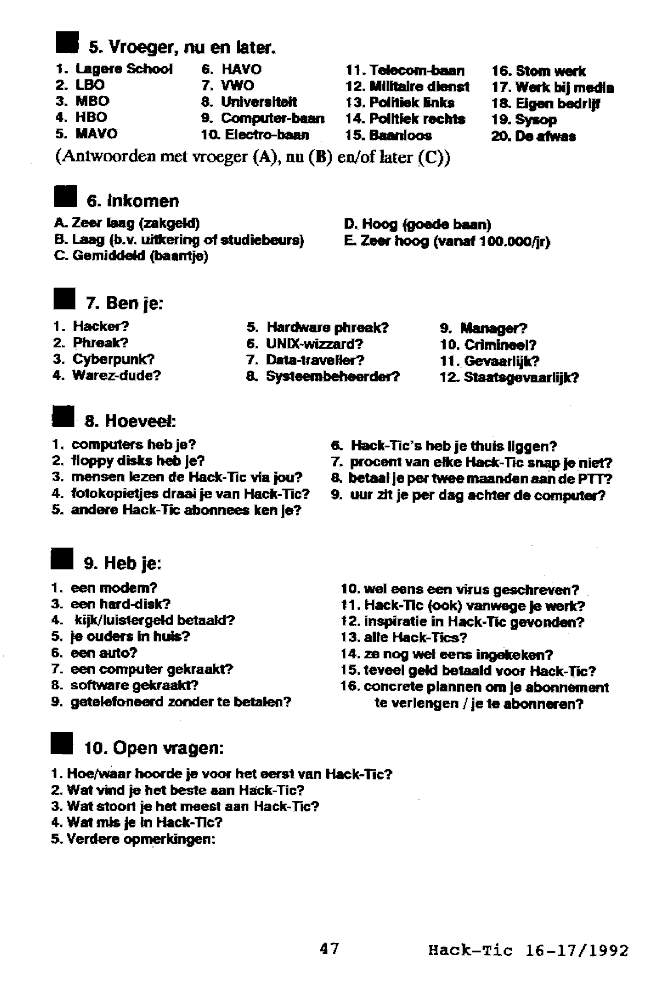 5. Vroeger, nu en later.
1. Lagere School
2. LBO
3. MBO
4. HBO
5. MAVO
6. HAVO
7. VWO
8. Universiteit
9. Computer-baan
10. Electro-baan
11. Telecom-baan
12. Militaire dienst
13. Politiek links
14. Politiek rechts
15. Baanloos
16. Stom werk
17. Werk bij media
18. Eigen bedrijf
19. Sysop
20. De afwas
(Antwoorden met vroeger (A), nu (B) en/of later (C))
6. Inkomen
A. Zeer laag (zakgeld)
B. Laag (b.v. uitkering of studiebeurs)
C. Gemiddeld (baantje)
D. Hoog (goede baan)
E. Zeer hoog (vanaf 100.000/jr)
7. Ben je:
1. Hacker?
2. Phreak?
3. Cyberpunk?
4. Warez-dude?
5. Hardware phreak?
6. UNIX-wizzard?
7. Data-traveller?
8. Systeembeheerder?
9. Manager?
10. Crimineel?
11. Gevaarlijk?
12. Staatsgevaarlijk?
8. Hoeveel:
1. computers heb je?
2. floppy disks heb je?
3. mensen lezen de Hack-Tic via jou?
4. fotokopietjes draai je van Hack-Tic?
5. andere Hack-Tic abonnees ken je?
6. Hack-Tic's heb je thuis liggen?
7. procent van elke Hack-Tic snap je niet?
8. betaal je per twee maanden aan de PTT?
9. uur zit je per dag achter de computer?
9. Heb je:
1. een modem?
3. een hard-disk?
4. kijk/luistergeld betaald?
5. je ouders in huis?
6. een auto?
7. een computer gekraakt?
8. software gekraakt?
9. getelefoneerd zonder te betalen?
10. wel eens een virus geschreven?
11. Hack-Tic (ook) vanwege je werk?
12. inspiratie in Hack-Tic gevonden?
13. alle Hack-Tics?
14. ze nog wel eens ingekeken?
15. teveel geld betaald voor Hack-Tic?
16. concrete plannen om je abonnement
te verlengen / je te abonneren?
10. Open vragen:
1. Hoe/waar hoorde je voor het eerst van Hack-Tic?
2. Wat vind je het beste aan Hack-Tic?
3. Wat stoort je het meest aan Hack-Tic?
4. Wat mis je in Hack-Tic?
5. Verdere opmerkingen:
47 Hack-Tic 16-17/1992